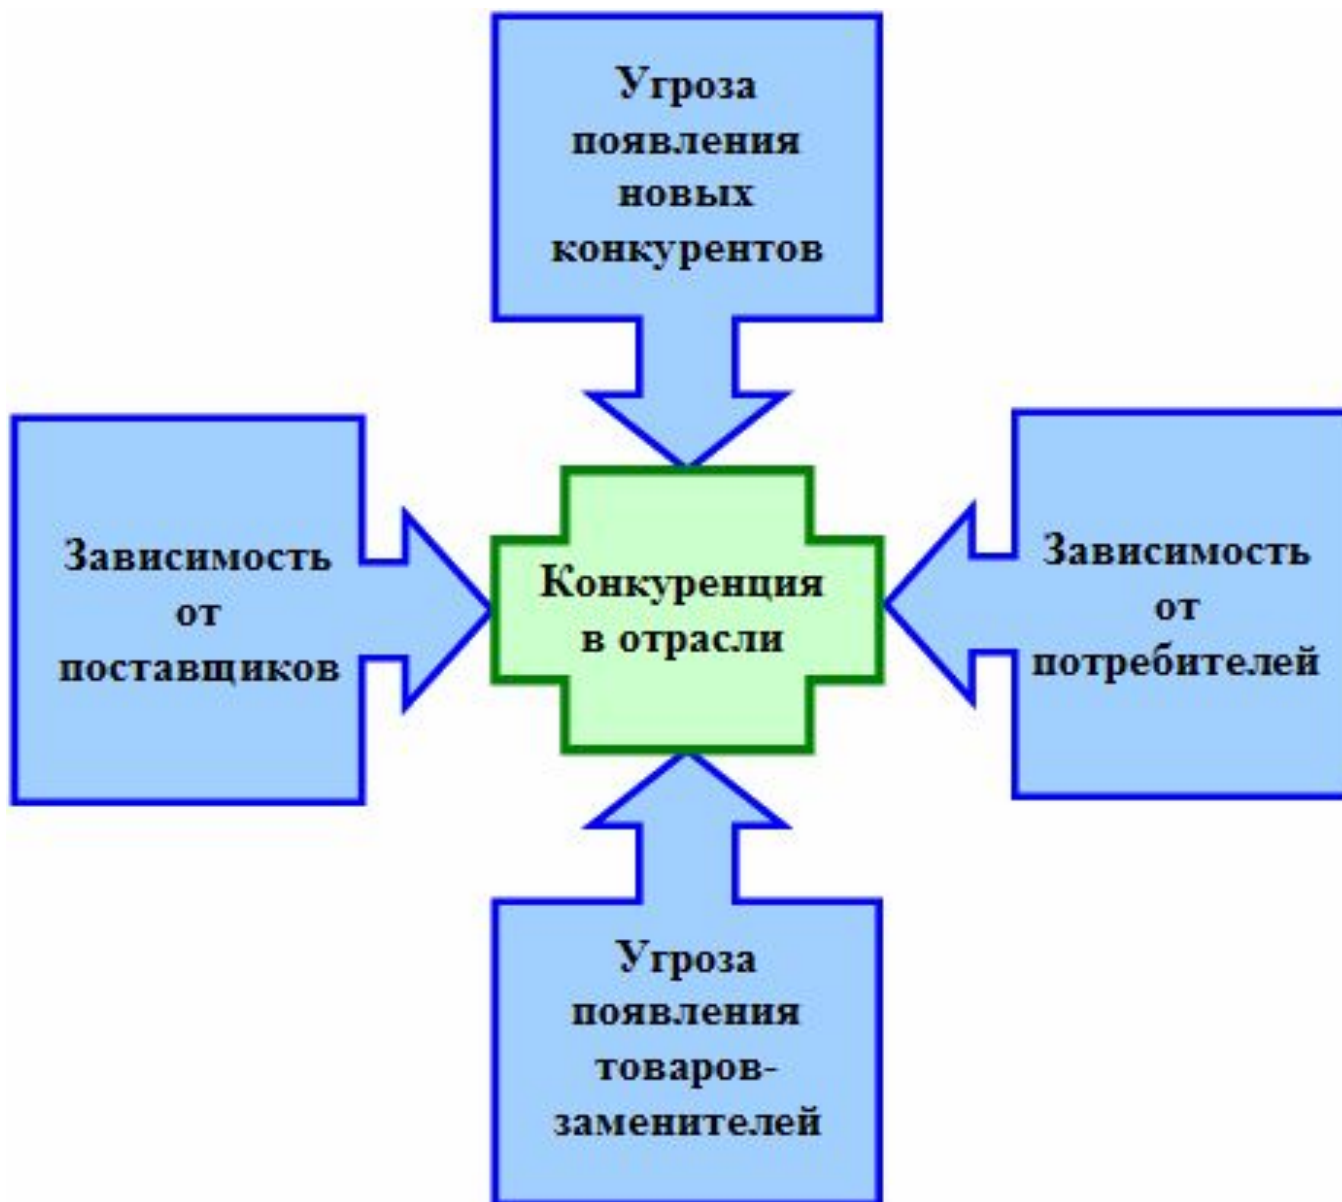 Угроза
появления
новых
конкурентов
Зависимость
от
поставщиков
Конкуренция
в отрасли
Зависимость
от
потребителей
Угроза
появления
товаров-
заменителей